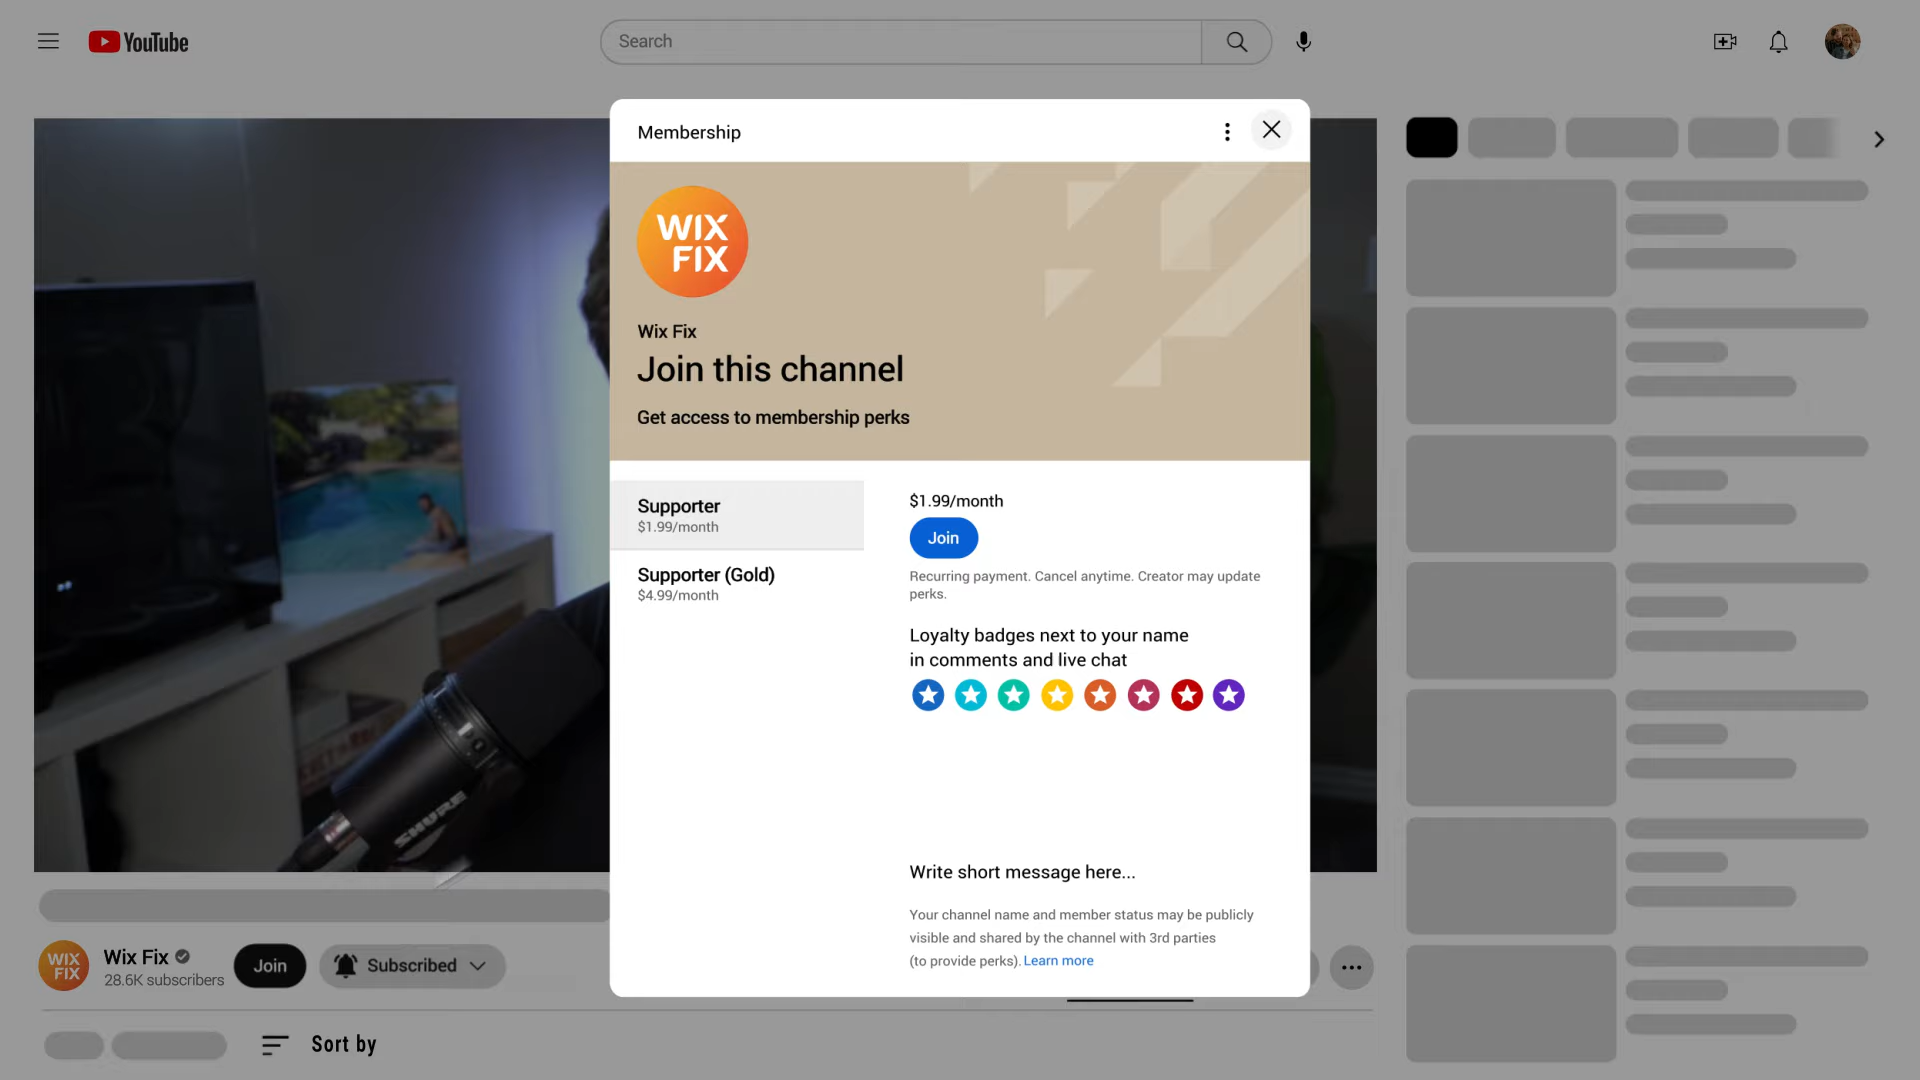 YouTube
Search
Membership
WIX
FIX
Wix Fix
Join this channel
Get access to membership perks
Supporter
$1.99/month
Supporter (Gold)
$4.99/month
$1.99/month
Join
Recurring payment. Cancel anytime. Creator may update
perks.
Loyalty badges next to your name
in comments and live chat
Write short message here...
Your channel name and member status may be publicly
visible and shared by the channel with 3rd parties
(to provide perks). Learn more
SHURE
WIX
FIX
Wix Fix
28.6K subscribers
Join
Subscribed
Sort by